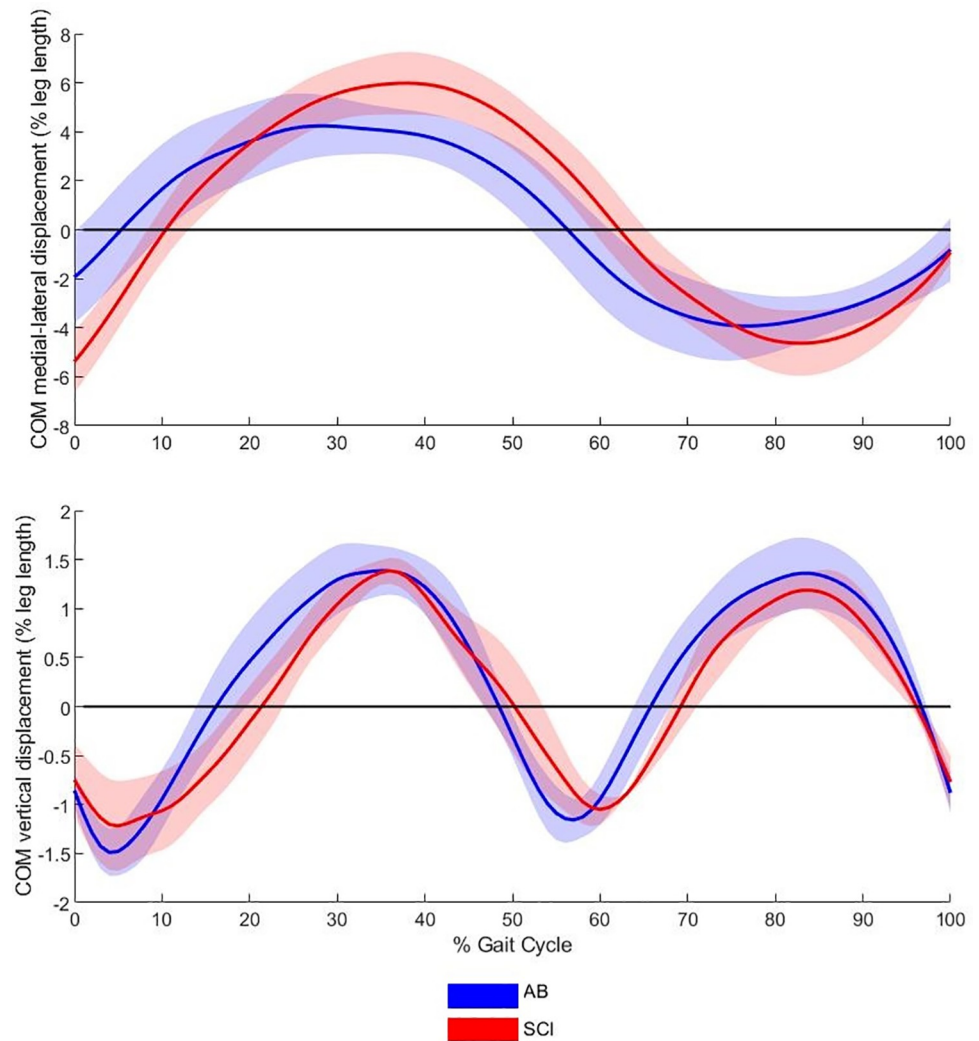 COM medial-lateral displacement (% leg length)
8
6
4
2
0
-2
-4
-6
-8
0 10 20 30 40 50 60 70 80 90 100
COM vertical displacement (% leg length)
2
1.5
1
0.5
0
-0.5
-1
-1.5
-2
0 10 20 30 40 50 60 70 80 90 100
% Gait Cycle
AB
SCI